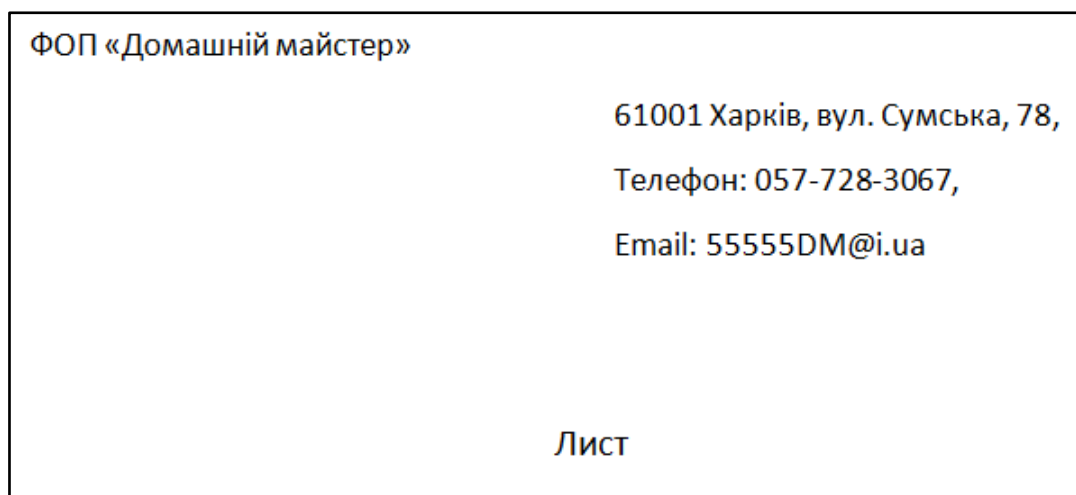 ФОП «Домашній майстер»
61001 Харків, вул. Сумська, 78,
Телефон: 057-728-3067,
Email: 55555DM@i.ua
Лист